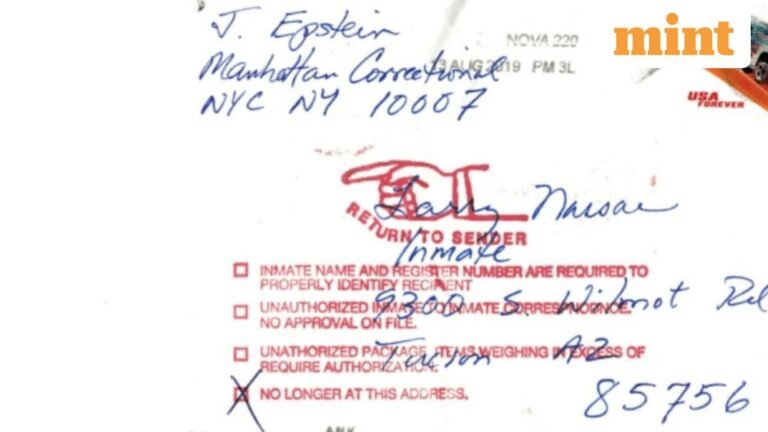 J. Epstein
Manhattan Correctional
NYC NY 10007
NOVA 220
13 AUG 2019 PM 3L
mint
USA
FOREVER
RETURN TO SENDER
Larry Nassar
Inmate
9300 S Wilmot Rd
Tucson AZ
85756
INMATE NAME AND REGISTER NUMBER ARE REQUIRED TO
PROPERLY IDENTIFY RECIPIENT
UNAUTHORIZED INMATE TO INMATE CORRESPONDENCE.
NO APPROVAL ON FILE.
UNATHORIZED PACKAGE, ITEMS WEIGHING IN EXCESS OF
REQUIRE AUTHORIZATION.
NO LONGER AT THIS ADDRESS.